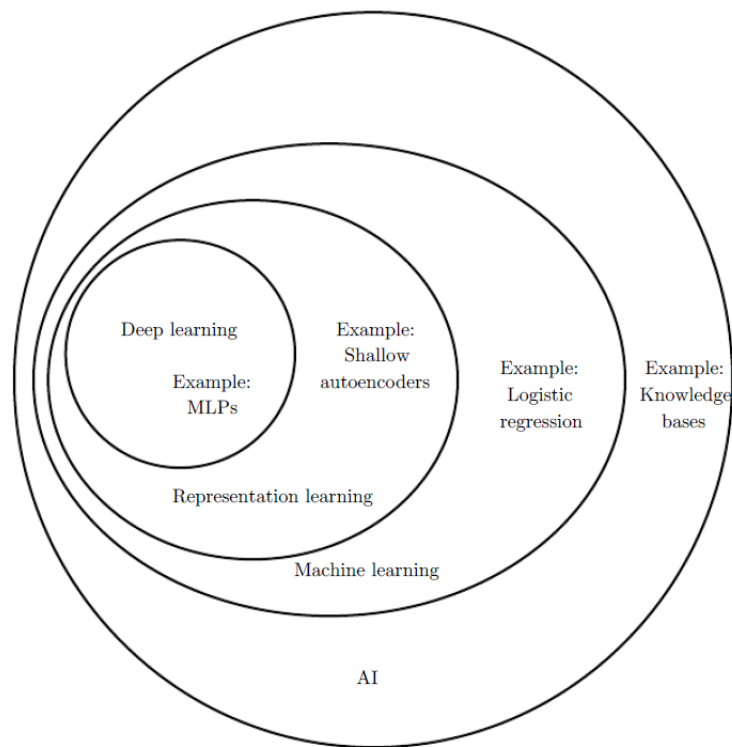 Deep learning
Example:
MLPs
Example:
Shallow
autoencoders
Example:
Logistic
regression
Example:
Knowledge
bases
Representation learning
Machine learning
AI